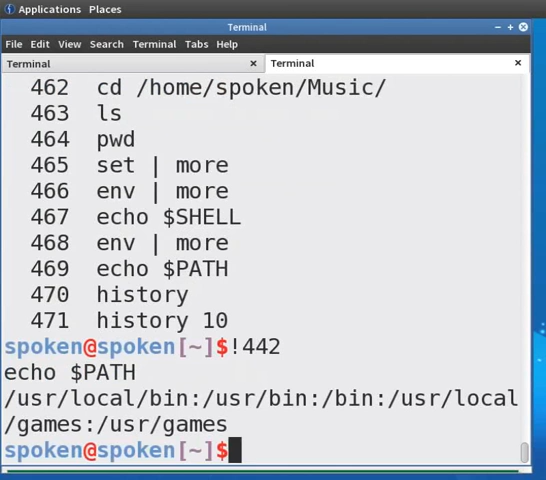 Applications Places
Terminal
File Edit View Search Terminal Tabs Help
Terminal Terminal
462 cd /home/spoken/Music/
463 ls
464 pwd
465 set | more
466 env | more
467 echo $SHELL
468 env | more
469 echo $PATH
470 history
471 history 10
spoken@spoken[~]$!442
echo $PATH
/usr/local/bin:/usr/bin:/bin:/usr/local
/games:/usr/games
spoken@spoken[~]$